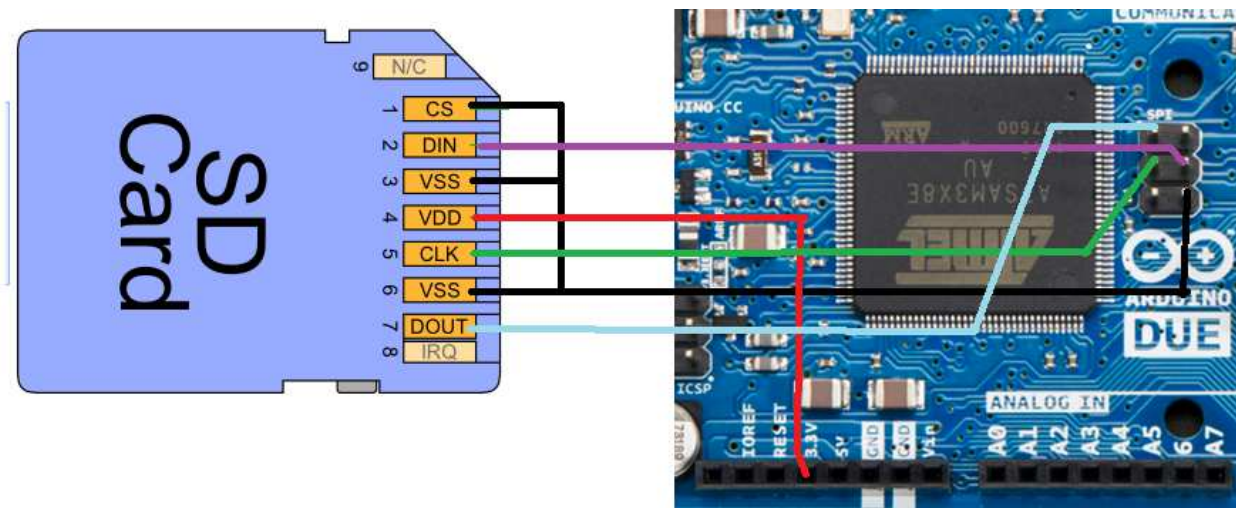 SD
Card
9 N/C
1 CS
2 DIN
3 VSS
4 VDD
5 CLK
6 VSS
7 DOUT
8 IRQ
COMMUNICA
UINO.CC
SPI
ARM
AU
ATMEL
ARDUINO
DUE
ICSP
ANALOG IN
IOREF
RESET
3.3V
5V
GND
GND
Vin
A0
A1
A2
A3
A4
A5
6
A7